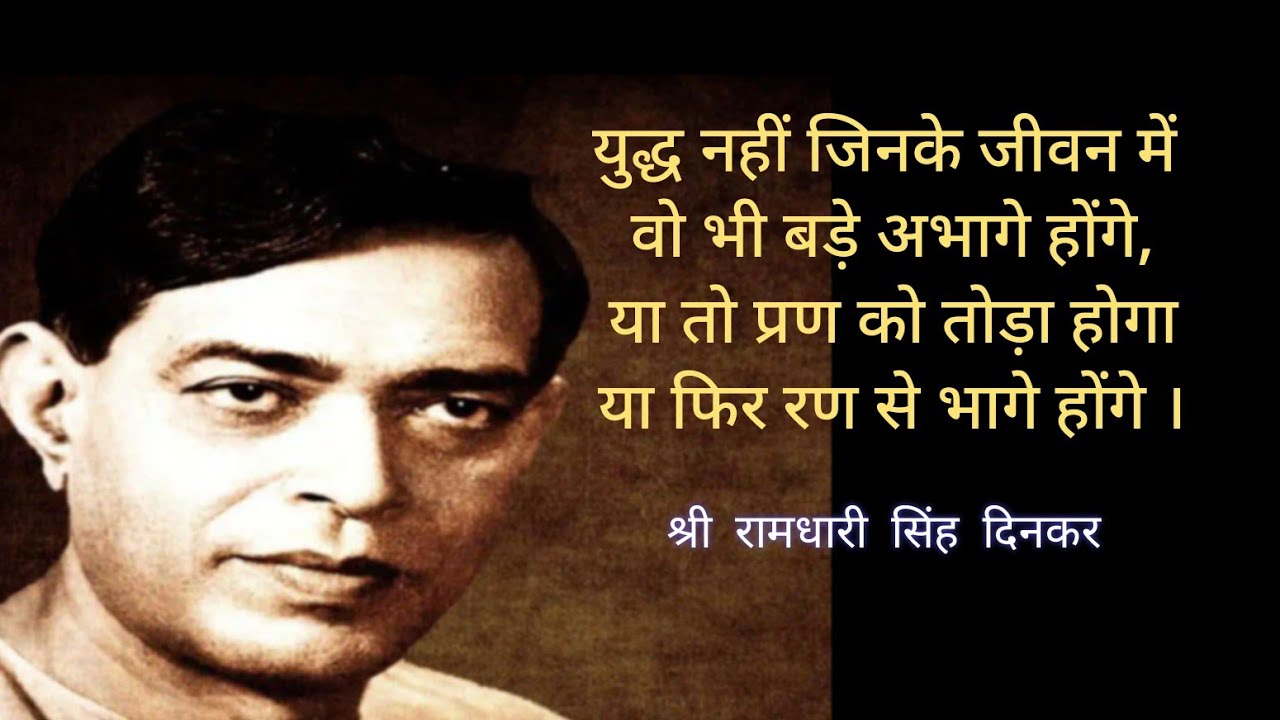 युद्ध नहीं जिनके जीवन में
वो भी बड़े अभागे होंगे,
या तो प्रण को तोड़ा होगा
या फिर रण से भागे होंगे ।
श्री रामधारी सिंह दिनकर